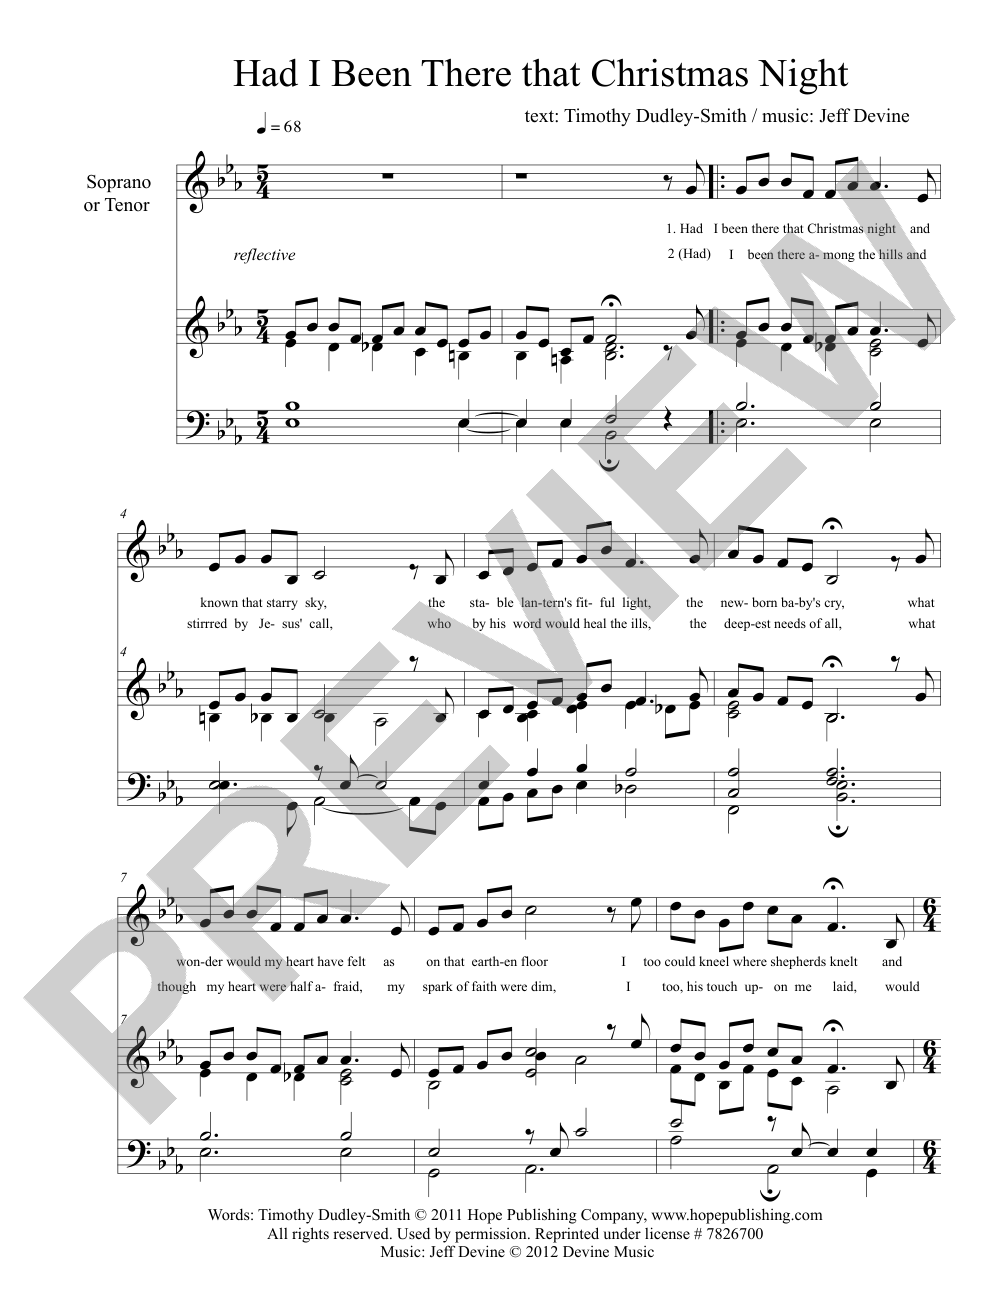 Had I Been There that Christmas Night
text: Timothy Dudley-Smith / music: Jeff Devine
= 68
Soprano
or Tenor
1. Had I been there that Christmas night and
2 (Had) I been there a- mong the hills and
reflective
4
known that starry sky, the sta- ble lan-tern's fit- ful light, the new- born ba-by's cry, what
stirrred by Je- sus' call, who by his word would heal the ills, the deep-est needs of all, what
4
7
won-der would my heart have felt as on that earth-en floor I too could kneel where shepherds knelt and
though my heart were half a- fraid, my spark of faith were dim, I too, his touch up- on me laid, would
7
PREVIEW
Words: Timothy Dudley-Smith © 2011 Hope Publishing Company, www.hopepublishing.com
All rights reserved. Used by permission. Reprinted under license # 7826700
Music: Jeff Devine © 2012 Devine Music